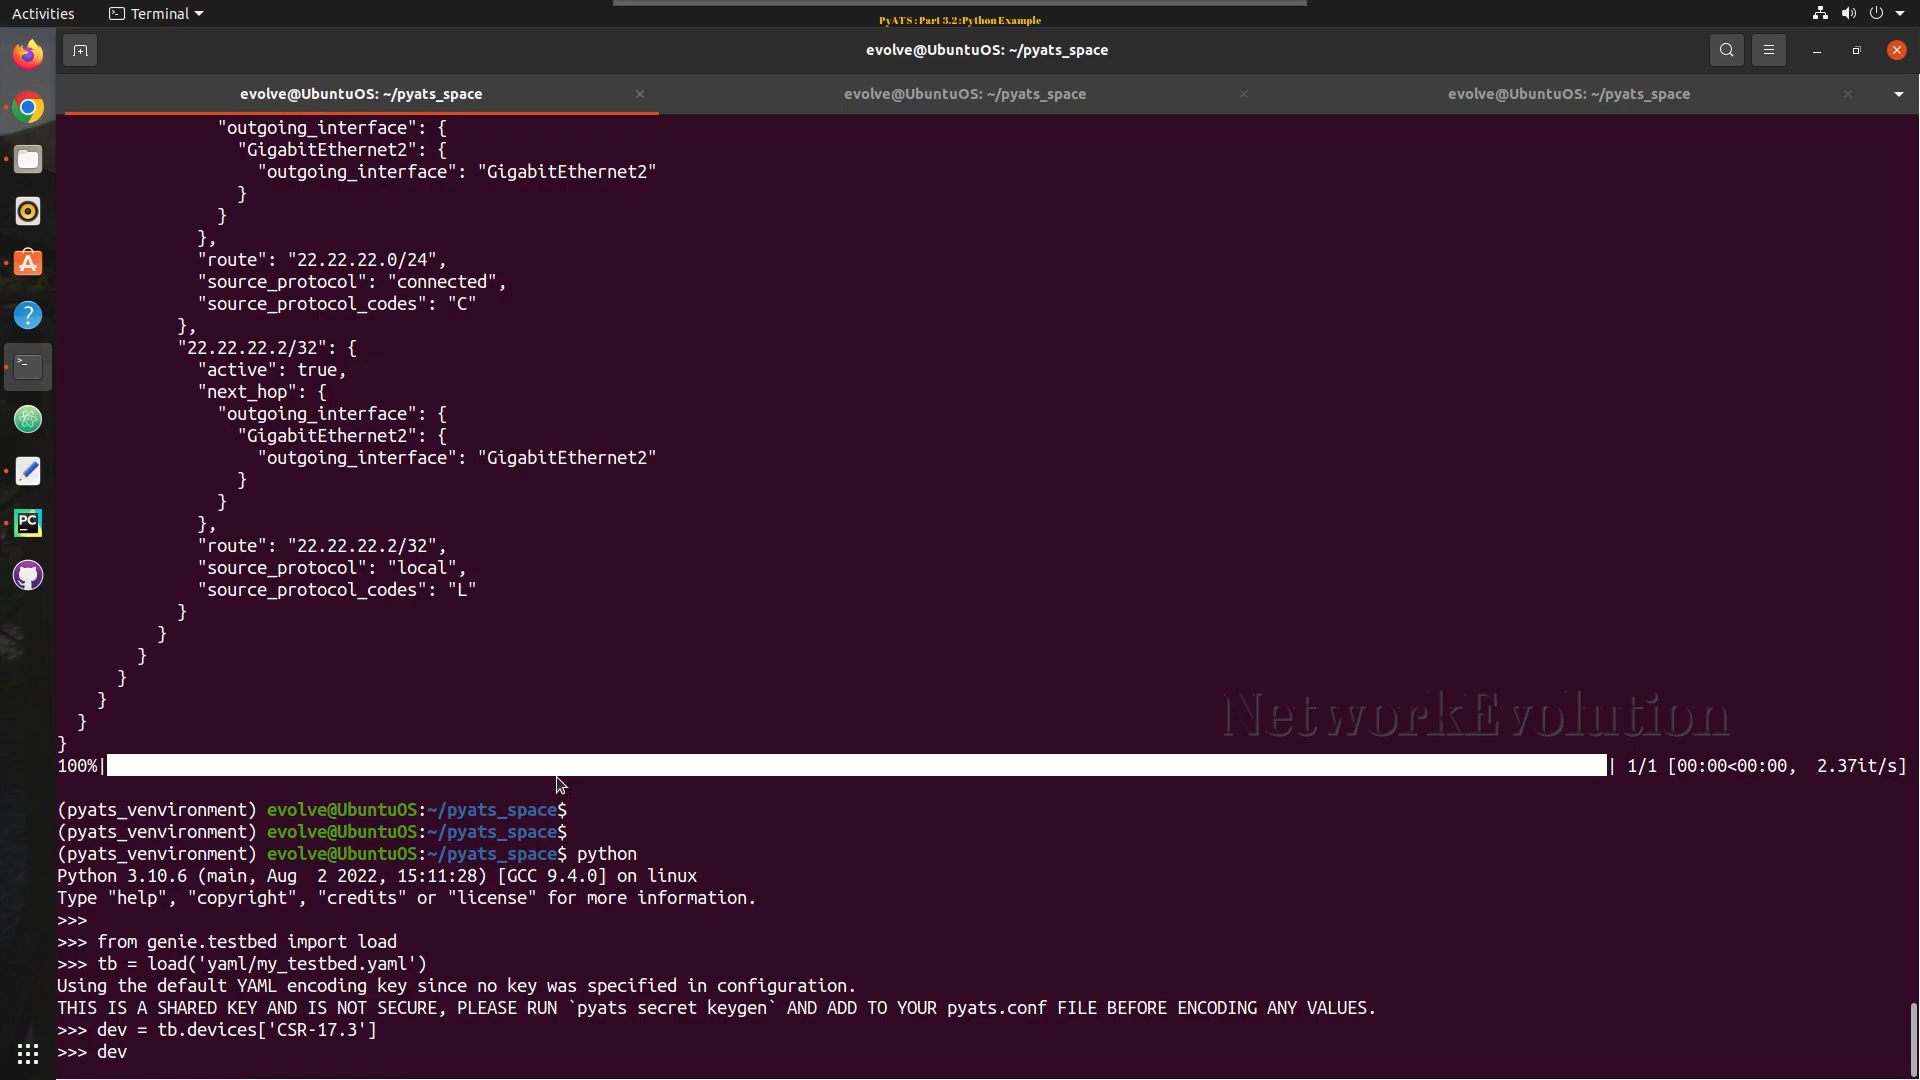 Activities
Terminal
PyATS : Part 3.2 :Python Example
evolve@UbuntuOS: ~/pyats_space
evolve@UbuntuOS: ~/pyats_space
evolve@UbuntuOS: ~/pyats_space
evolve@UbuntuOS: ~/pyats_space
                "outgoing_interface": {
                  "GigabitEthernet2": {
                    "outgoing_interface": "GigabitEthernet2"
                  }
                }
              },
              "route": "22.22.22.0/24",
              "source_protocol": "connected",
              "source_protocol_codes": "C"
            },
            "22.22.22.2/32": {
              "active": true,
              "next_hop": {
                "outgoing_interface": {
                  "GigabitEthernet2": {
                    "outgoing_interface": "GigabitEthernet2"
                  }
                }
              },
              "route": "22.22.22.2/32",
              "source_protocol": "local",
              "source_protocol_codes": "L"
            }
          }
        }
      }
    }
  }
}
NetworkEvolution
100%| | 1/1 [00:00<00:00,  2.37it/s]
(pyats_venvironment) evolve@UbuntuOS:~/pyats_space$
(pyats_venvironment) evolve@UbuntuOS:~/pyats_space$
(pyats_venvironment) evolve@UbuntuOS:~/pyats_space$ python
Python 3.10.6 (main, Aug  2 2022, 15:11:28) [GCC 9.4.0] on linux
Type "help", "copyright", "credits" or "license" for more information.
>>>
>>> from genie.testbed import load
>>> tb = load('yaml/my_testbed.yaml')
Using the default YAML encoding key since no key was specified in configuration.
THIS IS A SHARED KEY AND IS NOT SECURE, PLEASE RUN `pyats secret keygen` AND ADD TO YOUR pyats.conf FILE BEFORE ENCODING ANY VALUES.
>>> dev = tb.devices['CSR-17.3']
>>> dev